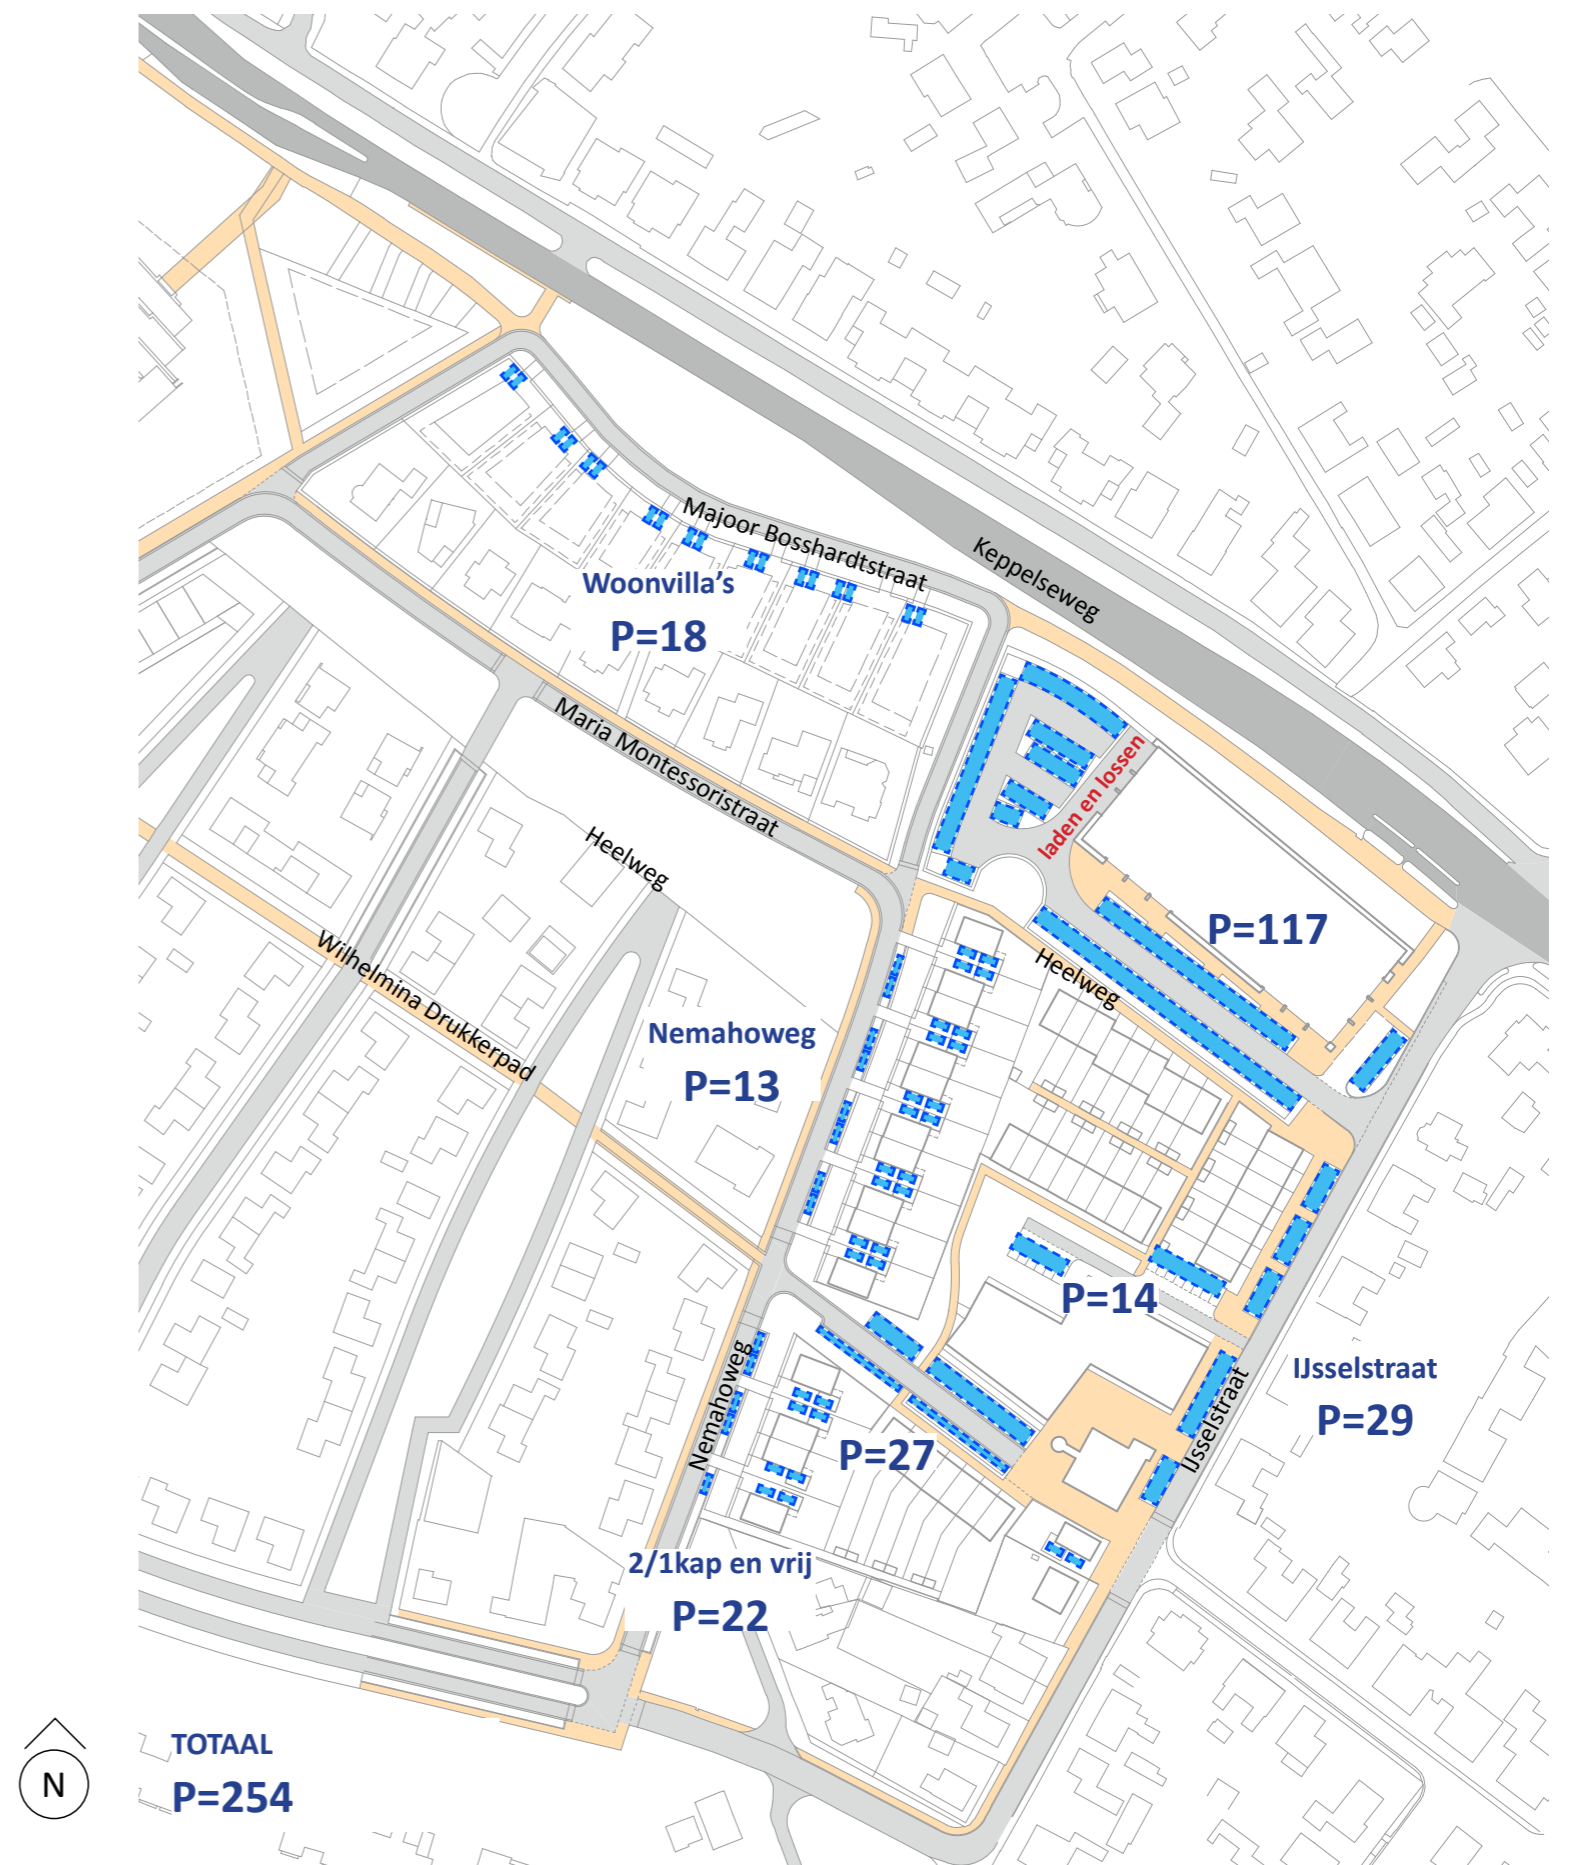 Majoor Bosshardtstraat
Keppelseweg
Woonvilla's
P=18
Maria Montessoristraat
laden en lossen
Heelweg
P=117
Wilhelmina Drukkerpad
Heelweg
Nemahoweg
P=13
P=14
Nemahoweg
IJsselstraat
IJsselstraat
P=29
P=27
2/1kap en vrij
P=22
TOTAAL
P=254
N